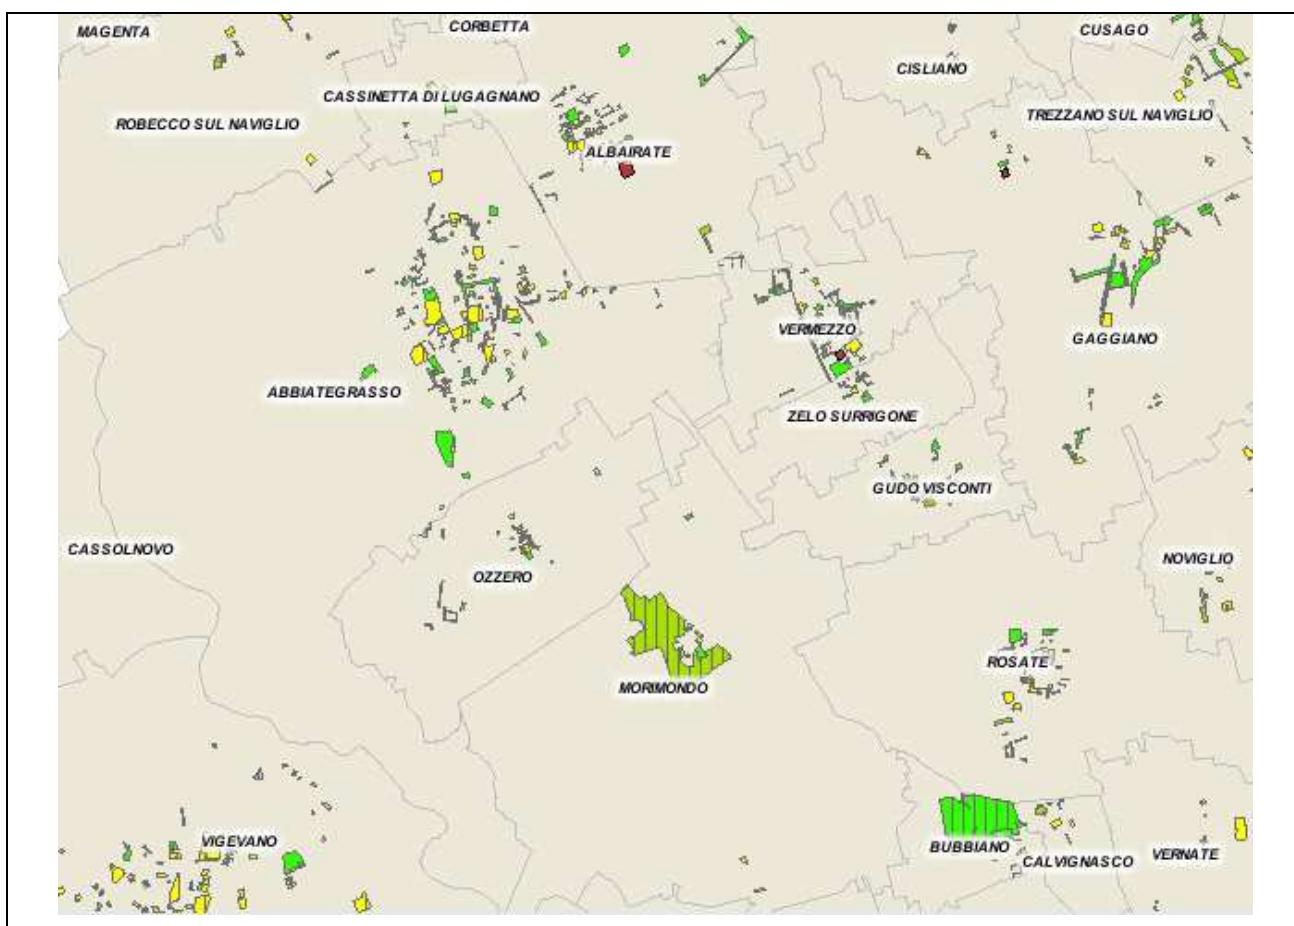 MAGENTA
CORBETTA
CUSAGO
CISLIANO
CASSINETTA DI LUGAGNANO
TREZZANO SUL NAVIGLIO
ROBECCO SUL NAVIGLIO
ALBAIRATE
VERMEZZO
GAGGIANO
ABBIATEGRASSO
ZELO SURRIGONE
GUDO VISCONTI
CASSOLNOVO
NOVIGLIO
OZZERO
ROSATE
MORIMONDO
VIGEVANO
BUBBIANO
CALVIGNASCO
VERNATE